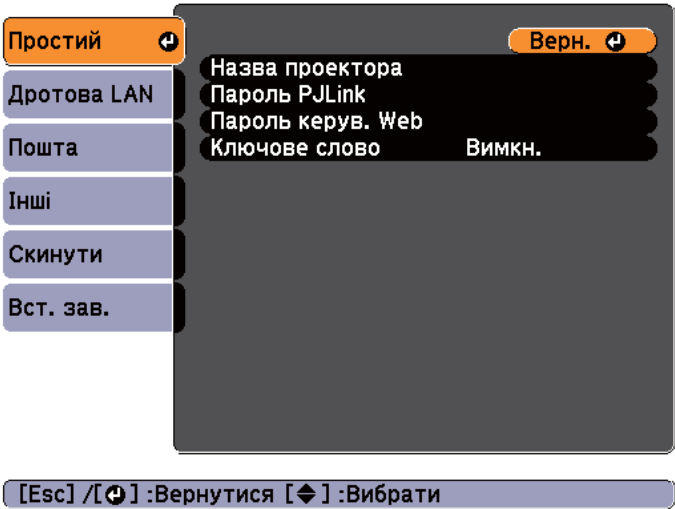 Простий
Дротова LAN
Пошта
Інші
Скинути
Вст. зав.
Верн.
Назва проектора
Пароль PJLink
Пароль керув. Web
Ключове слово Вимкн.
[Esc] /[ ] :Вернутися [ ] :Вибрати